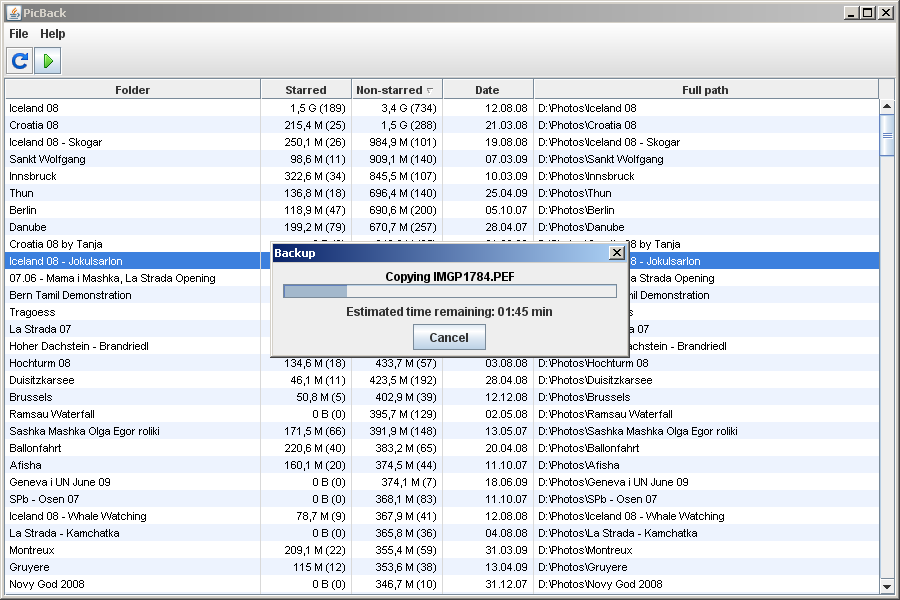 PicBack
File Help
Folder Starred Non-starred Date Full path
Iceland 08 1,5 G (189) 3,4 G (734) 12.08.08 D:\Photos\Iceland 08
Croatia 08 215,4 M (25) 1,5 G (288) 21.03.08 D:\Photos\Croatia 08
Iceland 08 - Skogar 250,1 M (26) 984,9 M (101) 19.08.08 D:\Photos\Iceland 08 - Skogar
Sankt Wolfgang 98,6 M (11) 909,1 M (140) 07.03.09 D:\Photos\Sankt Wolfgang
Innsbruck 322,6 M (34) 845,5 M (107) 10.03.09 D:\Photos\Innsbruck
Thun 136,8 M (18) 696,4 M (140) 25.04.09 D:\Photos\Thun
Berlin 118,9 M (47) 690,6 M (200) 05.10.07 D:\Photos\Berlin
Danube 199,2 M (79) 670,7 M (257) 28.04.07 D:\Photos\Danube
Croatia 08 by Tanja 8 by Tanja
Iceland 08 - Jokulsarlon 8 - Jokulsarlon
07.06 - Mama i Mashka, La Strada Opening La Strada Opening
Bern Tamil Demonstration Demonstration
Tragoess
La Strada 07 07
Hoher Dachstein - Brandriedl achstein - Brandriedl
Backup
Copying IMGP1784.PEF
Estimated time remaining: 01:45 min
Cancel
Hochturm 08 134,6 M (18) 433,7 M (57) 03.08.08 D:\Photos\Hochturm 08
Duisitzkarsee 46,1 M (11) 423,5 M (192) 28.04.08 D:\Photos\Duisitzkarsee
Brussels 50,8 M (5) 402,9 M (39) 12.12.08 D:\Photos\Brussels
Ramsau Waterfall 0 B (0) 395,7 M (129) 02.05.08 D:\Photos\Ramsau Waterfall
Sashka Mashka Olga Egor roliki 171,5 M (66) 391,9 M (148) 13.05.07 D:\Photos\Sashka Mashka Olga Egor roliki
Ballonfahrt 220,6 M (40) 383,2 M (65) 20.04.08 D:\Photos\Ballonfahrt
Afisha 160,1 M (20) 374,5 M (44) 11.10.07 D:\Photos\Afisha
Geneva i UN June 09 0 B (0) 374,1 M (7) 18.06.09 D:\Photos\Geneva i UN June 09
SPb - Osen 07 0 B (0) 368,1 M (83) 11.10.07 D:\Photos\SPb - Osen 07
Iceland 08 - Whale Watching 78,7 M (9) 367,9 M (41) 12.08.08 D:\Photos\Iceland 08 - Whale Watching
La Strada - Kamchatka 0 B (0) 365,8 M (36) 04.08.08 D:\Photos\La Strada - Kamchatka
Montreux 209,1 M (22) 355,4 M (59) 31.03.09 D:\Photos\Montreux
Gruyere 115 M (12) 353,6 M (38) 13.04.09 D:\Photos\Gruyere
Novy God 2008 0 B (0) 346,7 M (10) 31.12.07 D:\Photos\Novy God 2008